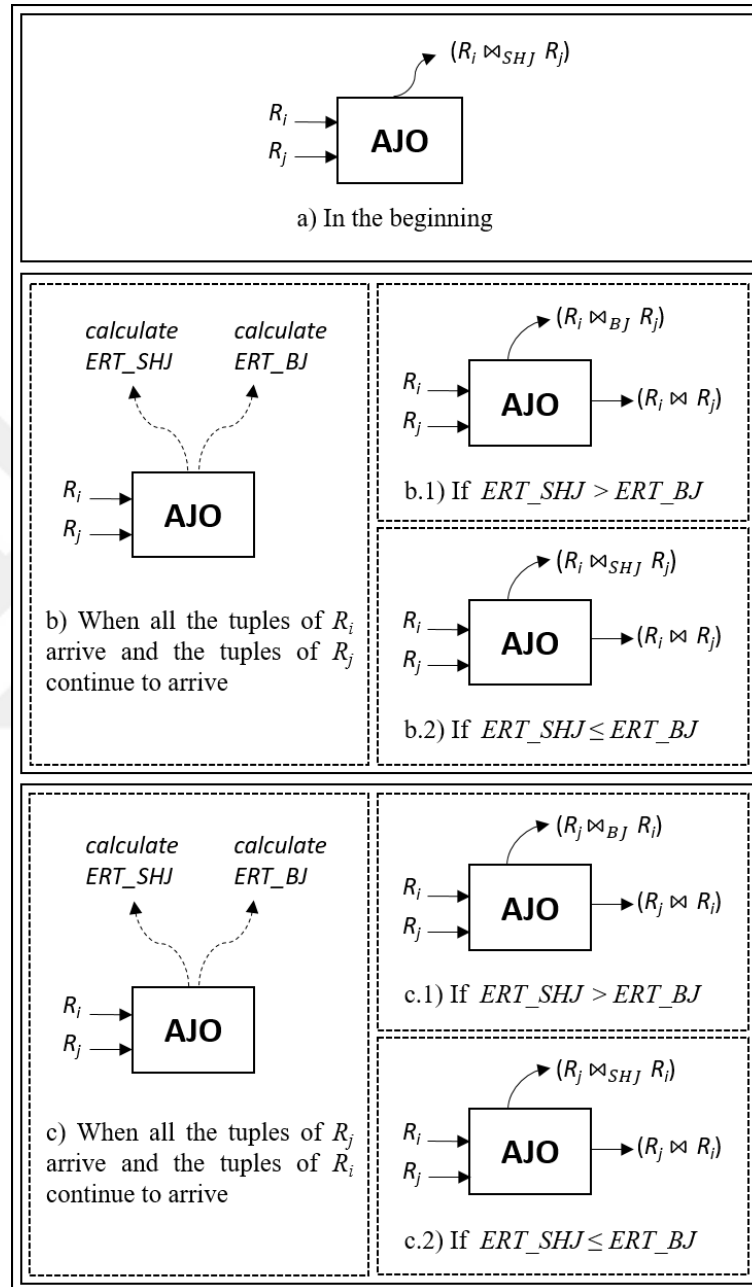 (Ri ⋈SHJ Rj)
Ri
Rj
AJO
a) In the beginning
calculate
ERT_SHJ
calculate
ERT_BJ
Ri
Rj
AJO
b) When all the tuples of Ri
arrive and the tuples of Rj
continue to arrive
(Ri ⋈BJ Rj)
Ri
Rj
AJO
(Ri ⋈ Rj)
b.1) If ERT_SHJ > ERT_BJ
(Ri ⋈SHJ Rj)
Ri
Rj
AJO
(Ri ⋈ Rj)
b.2) If ERT_SHJ ≤ ERT_BJ
calculate
ERT_SHJ
calculate
ERT_BJ
Ri
Rj
AJO
c) When all the tuples of Rj
arrive and the tuples of Ri
continue to arrive
(Rj ⋈BJ Ri)
Ri
Rj
AJO
(Rj ⋈ Ri)
c.1) If ERT_SHJ > ERT_BJ
(Rj ⋈SHJ Ri)
Ri
Rj
AJO
(Rj ⋈ Ri)
c.2) If ERT_SHJ ≤ ERT_BJ